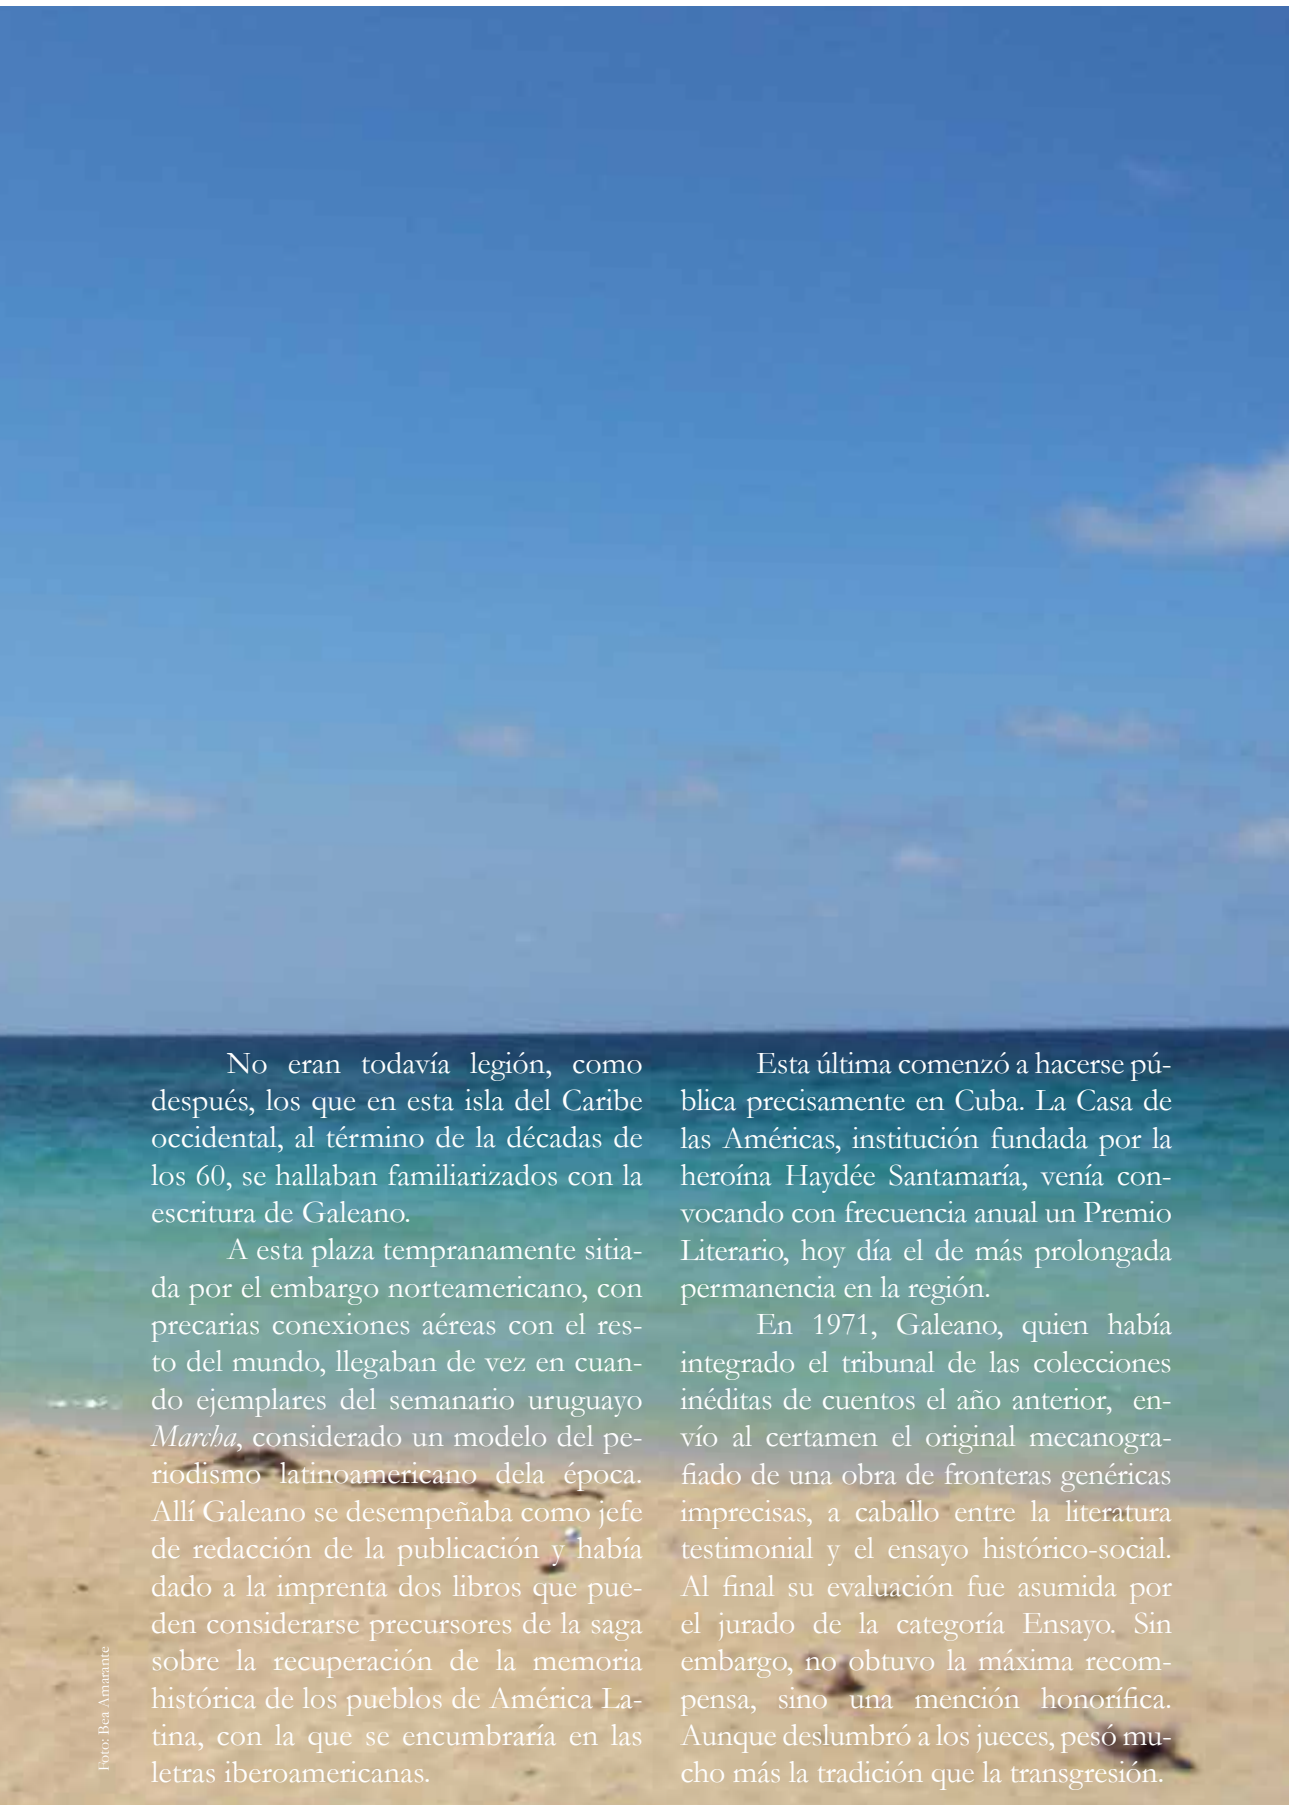 No eran todavía legión, como
después, los que en esta isla del Caribe
occidental, al término de la décadas de
los 60, se hallaban familiarizados con la
escritura de Galeano.
A esta plaza tempranamente sitia-
da por el embargo norteamericano, con
precarias conexiones aéreas con el res-
to del mundo, llegaban de vez en cuan-
do ejemplares del semanario uruguayo
Marcha, considerado un modelo del pe-
riodismo latinoamericano dela época.
Allí Galeano se desempeñaba como jefe
de redacción de la publicación y había
dado a la imprenta dos libros que pue-
den considerarse precursores de la saga
sobre la recuperación de la memoria
histórica de los pueblos de América La-
tina, con la que se encumbraría en las
letras iberoamericanas.
Esta última comenzó a hacerse pú-
blica precisamente en Cuba. La Casa de
las Américas, institución fundada por la
heroína Haydée Santamaría, venía con-
vocando con frecuencia anual un Premio
Literario, hoy día el de más prolongada
permanencia en la región.
En 1971, Galeano, quien había
integrado el tribunal de las colecciones
inéditas de cuentos el año anterior, en-
vío al certamen el original mecanogra-
fiado de una obra de fronteras genéricas
imprecisas, a caballo entre la literatura
testimonial y el ensayo histórico-social.
Al final su evaluación fue asumida por
el jurado de la categoría Ensayo. Sin
embargo, no obtuvo la máxima recom-
pensa, sino una mención honorífica.
Aunque deslumbró a los jueces, pesó mu-
cho más la tradición que la transgresión.
Foto: Bea Amarante